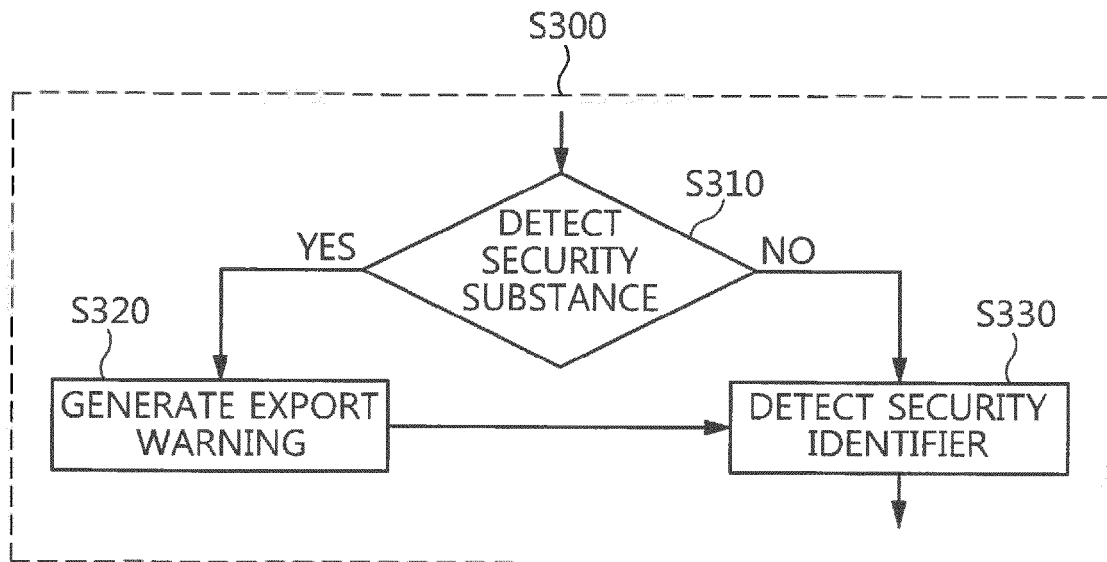 S300
S310
DETECT
SECURITY
SUBSTANCE
YES
NO
S320
S330
GENERATE EXPORT
WARNING
DETECT SECURITY
IDENTIFIER